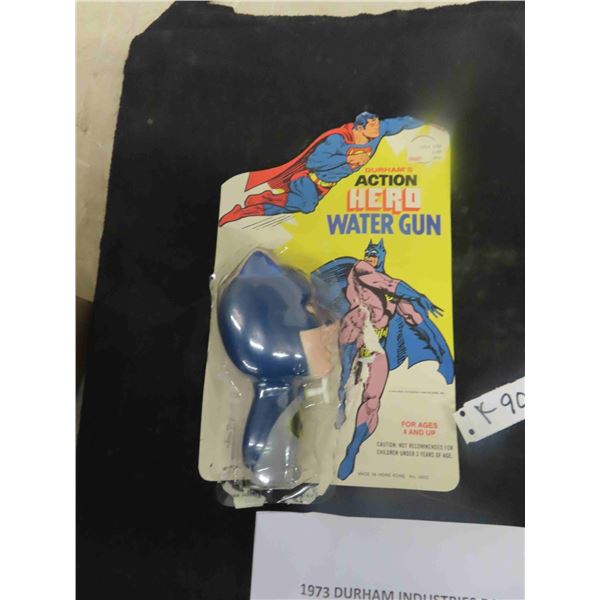 DURHAM'S
ACTION
HERO
WATER GUN
FOR AGES
4 AND UP
CAUTION: NOT RECOMMENDED FOR
CHILDREN UNDER 3 YEARS OF AGE.
MADE IN HONG KONG
K 90
1973 DURHAM INDUSTRIES